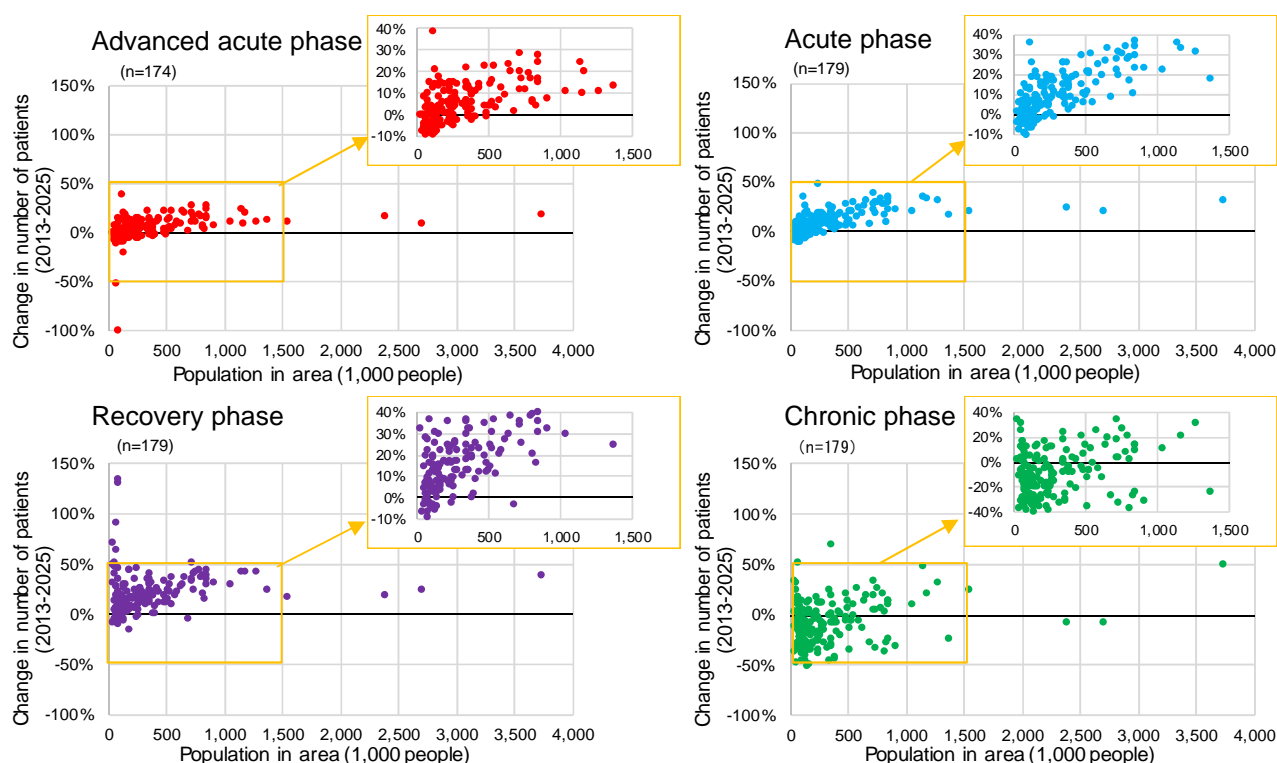 Advanced acute phase
(n=174)
Change in number of patients
(2013-2025)
150%
100%
50%
0%
-50%
-100%
0 500 1,000 1,500 2,000 2,500 3,000 3,500 4,000
Population in area (1,000 people)
40%
30%
20%
10%
0%
-10%
0 500 1,000 1,500
Acute phase
(n=179)
Change in number of patients
(2013-2025)
150%
100%
50%
0%
-50%
-100%
0 500 1,000 1,500 2,000 2,500 3,000 3,500 4,000
Population in area (1,000 people)
40%
30%
20%
10%
0%
-10%
0 500 1,000 1,500
Recovery phase
(n=179)
Change in number of patients
(2013-2025)
150%
100%
50%
0%
50%
-100%
0 500 1,000 1,500 2,000 2,500 3,000 3,500 4,000
Population in area (1,000 people)
40%
30%
20%
10%
0%
-10%
0 500 1,000 1,500
Chronic phase
(n=179)
Change in number of patients
(2013-2025)
150%
100%
50%
0%
-50%
-100%
0 500 1,000 1,500 2,000 2,500 3,000 3,500 4,000
Population in area (1,000 people)
40%
20%
0%
-20%
-40%
0 500 1,000 1,500